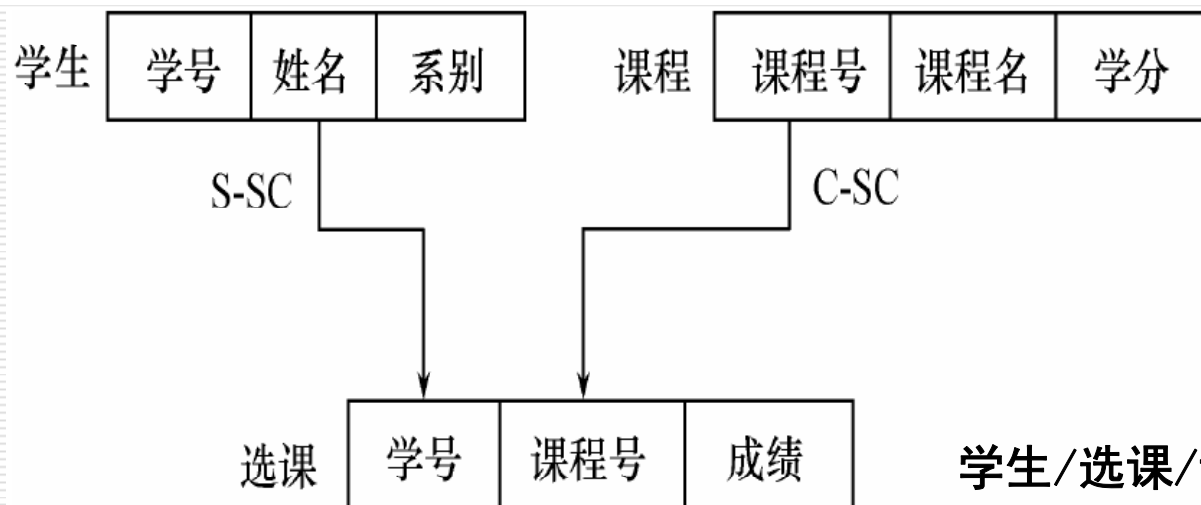 学生 学号 姓名 系别 课程 课程号 课程名 学分
S-SC C-SC
选课 学号 课程号 成绩
学生/选课/